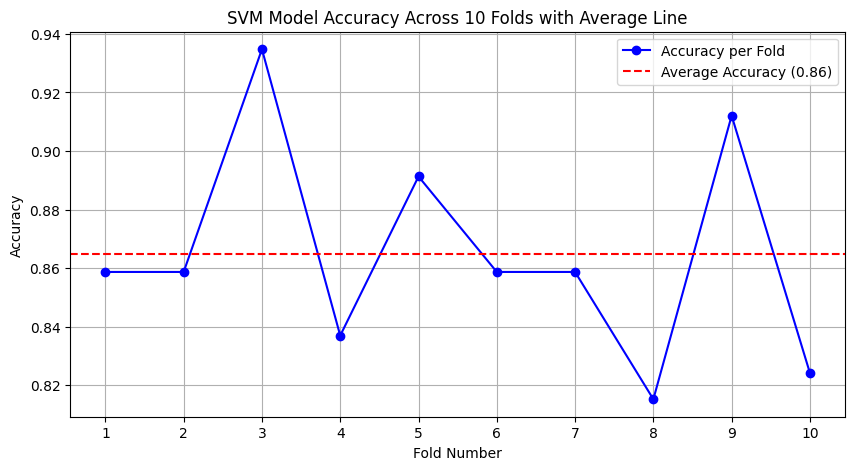 SVM Model Accuracy Across 10 Folds with Average Line
Accuracy per Fold
Average Accuracy (0.86)
Accuracy
0.94
0.92
0.90
0.88
0.86
0.84
0.82
1 2 3 4 5 6 7 8 9 10
Fold Number